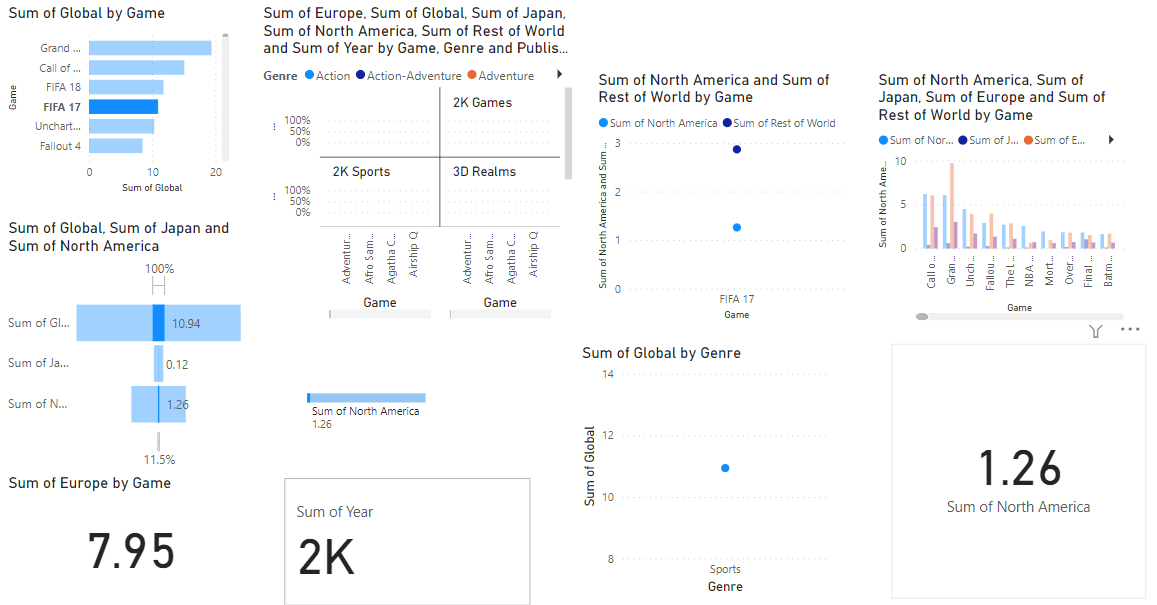 Sum of Global by Game
Grand ...
Call of ...
FIFA 18
FIFA 17
Unchart...
Fallout 4
Game
0
10
20
Sum of Global
Sum of Europe, Sum of Global, Sum of Japan,
Sum of North America, Sum of Rest of World
and Sum of Year by Game, Genre and Publis...
Genre Action Action-Adventure Adventure
100%
50%
0%
2K Games
2K Sports
3D Realms
100%
50%
0%
Adventur...
Afro Sam...
Agatha C...
Airship Q
Adventur...
Afro Sam...
Agatha C...
Airship Q
Game
Game
Sum of North America and Sum of
Rest of World by Game
Sum of North America Sum of Rest of World
Sum of North America and Sum ...
3
2
1
0
FIFA 17
Game
Sum of North America, Sum of
Japan, Sum of Europe and Sum of
Rest of World by Game
Sum of Nor... Sum of J... Sum of E...
Sum of North Ame...
10
5
0
Call o...
Gran...
Unch...
Fallou...
The L...
NBA ...
Mort...
Over...
Final ...
Batm...
Game
Sum of Global, Sum of Japan and
Sum of North America
100%
Sum of Gl...
10.94
Sum of Ja...
0.12
Sum of N...
1.26
11.5%
Sum of North America
1.26
Sum of Europe by Game
7.95
Sum of Year
2K
Sum of Global by Genre
Sum of Global
14
12
10
8
Sports
Genre
1.26
Sum of North America